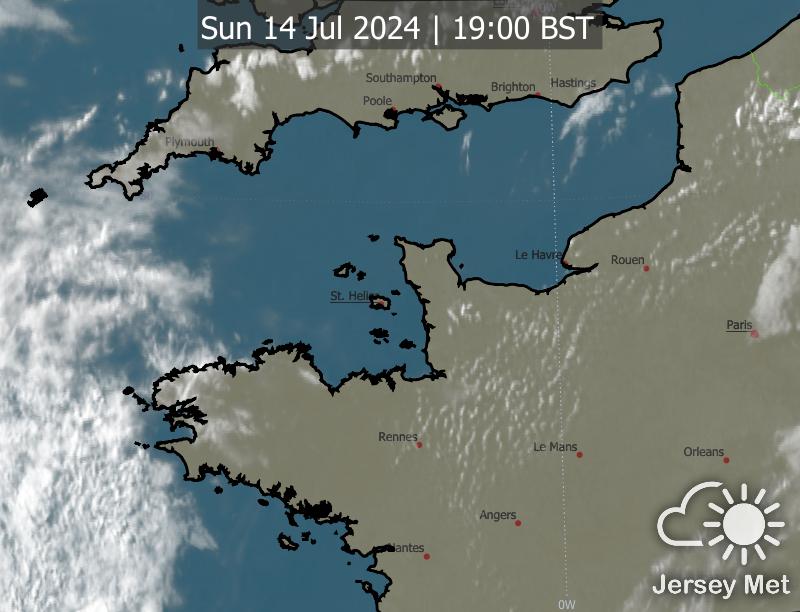 Sun 14 Jul 2024 | 19:00 BST
Southampton
Brighton
Hastings
Poole
Plymouth
Le Havre
Rouen
St. Helier
Paris
Rennes
Le Mans
Orleans
Angers
Nantes
0W
Jersey Met